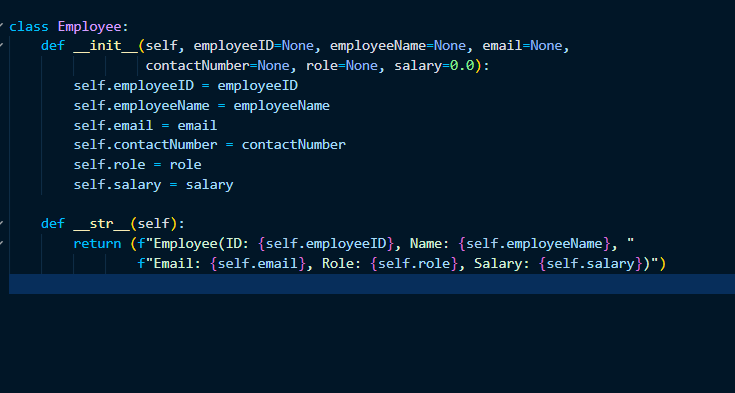 class Employee:
    def __init__(self, employeeID=None, employeeName=None, email=None,
                 contactNumber=None, role=None, salary=0.0):
        self.employeeID = employeeID
        self.employeeName = employeeName
        self.email = email
        self.contactNumber = contactNumber
        self.role = role
        self.salary = salary

    def __str__(self):
        return (f"Employee(ID: {self.employeeID}, Name: {self.employeeName}, "
                f"Email: {self.email}, Role: {self.role}, Salary: {self.salary})")